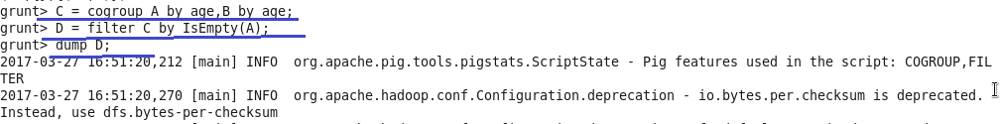 grunt> C = cogroup A by age,B by age;
grunt> D = filter C by IsEmpty(A);
grunt> dump D;
2017-03-27 16:51:20,212 [main] INFO  org.apache.pig.tools.pigstats.ScriptState - Pig features used in the script: COGROUP,FIL
TER
2017-03-27 16:51:20,270 [main] INFO  org.apache.hadoop.conf.Configuration.deprecation - io.bytes.per.checksum is deprecated.
Instead, use dfs.bytes-per-checksum